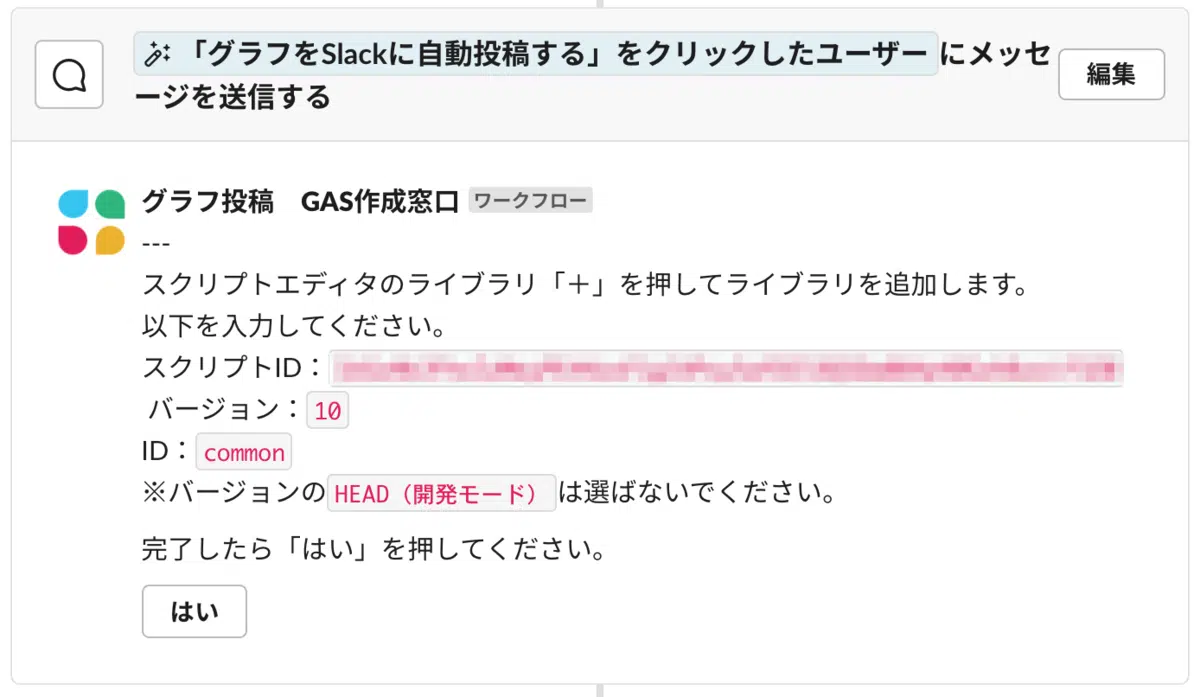 「グラフをSlackに自動投稿する」をクリックしたユーザー にメッセ
ージを送信する
編集
グラフ投稿　GAS作成窓口 ワークフロー
---
スクリプトエディタのライブラリ「＋」を押してライブラリを追加します。
以下を入力してください。
スクリプトID：
バージョン：10
ID：common
※バージョンのHEAD（開発モード）は選ばないでください。
完了したら「はい」を押してください。
はい